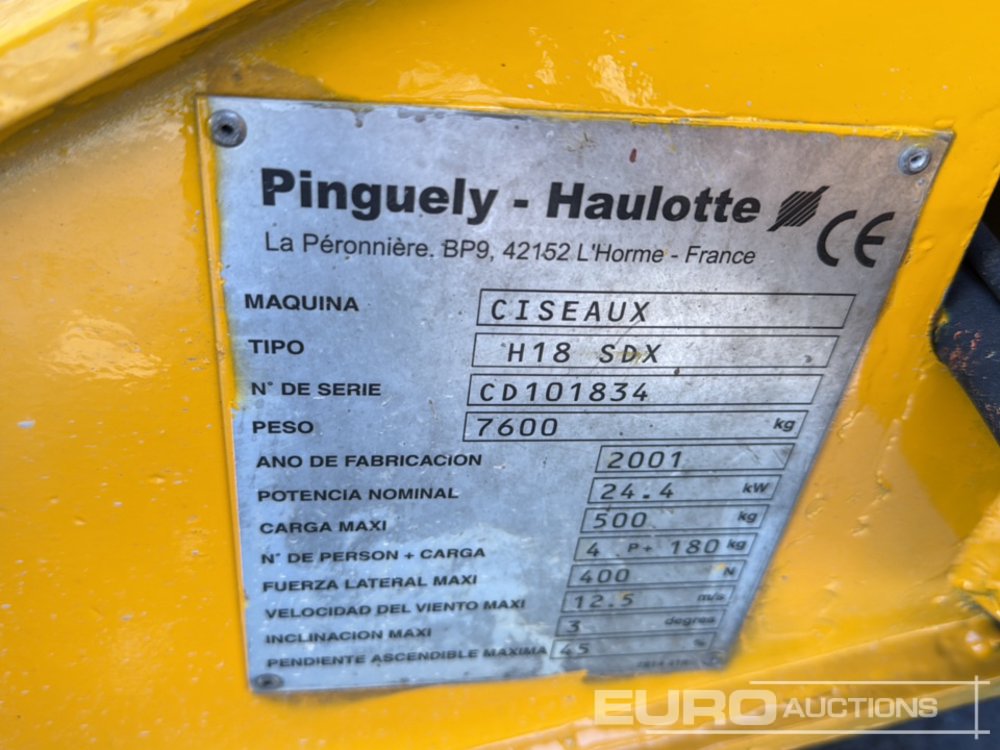 Pinguely - Haulotte CE
La Péronnière. BP9, 42152 L'Horme - France
MAQUINA CISEAUX
TIPO H18 SDX
N° DE SERIE CD101834
PESO 7600 kg
ANO DE FABRICACION 2001
POTENCIA NOMINAL 24.4 kW
CARGA MAXI 500 kg
N° DE PERSON + CARGA 4 P+ 180 kg
FUERZA LATERAL MAXI 400 N
VELOCIDAD DEL VIENTO MAXI 12.5 m/s
INCLINACION MAXI 3 degres
PENDIENTE ASCENDIBLE MAXIMA 45 %
EURO AUCTIONS